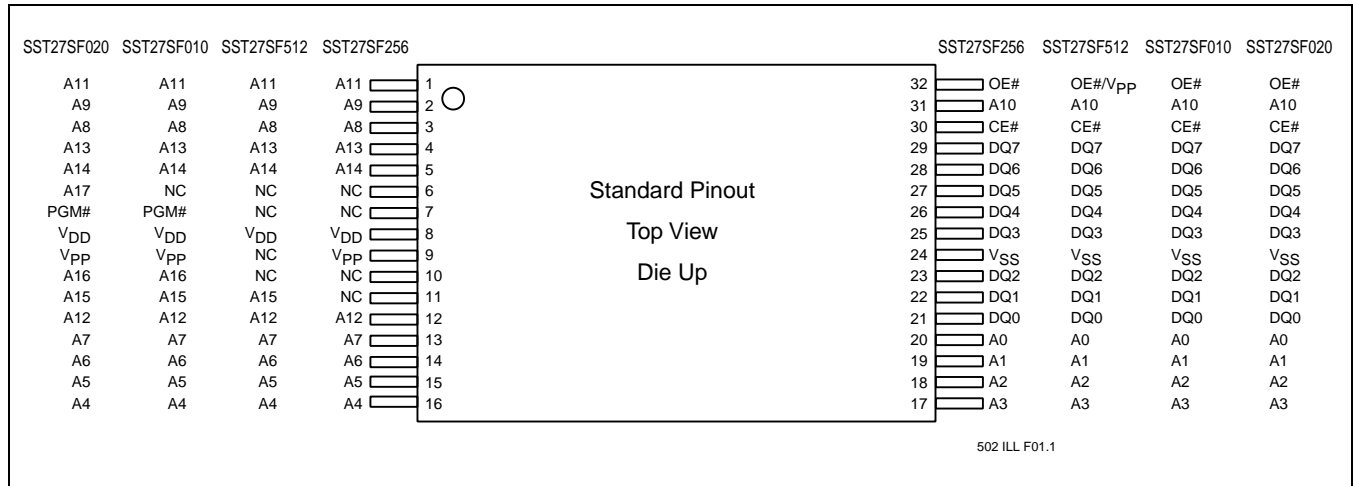 SST27SF020 SST27SF010 SST27SF512 SST27SF256 SST27SF256 SST27SF512 SST27SF010 SST27SF020
A11 A11 A11 A11 1 32 OE# OE#/VPP OE# OE#
A9 A9 A9 A9 2 31 A10 A10 A10 A10
A8 A8 A8 A8 3 30 CE# CE# CE# CE#
A13 A13 A13 A13 4 29 DQ7 DQ7 DQ7 DQ7
A14 A14 A14 A14 5 28 DQ6 DQ6 DQ6 DQ6
A17 NC NC NC 6 Standard Pinout 27 DQ5 DQ5 DQ5 DQ5
PGM# PGM# NC NC 7 26 DQ4 DQ4 DQ4 DQ4
VDD VDD VDD VDD 8 Top View 25 DQ3 DQ3 DQ3 DQ3
VPP VPP NC VPP 9 24 VSS VSS VSS VSS
A16 A16 NC NC 10 Die Up 23 DQ2 DQ2 DQ2 DQ2
A15 A15 A15 NC 11 22 DQ1 DQ1 DQ1 DQ1
A12 A12 A12 A12 12 21 DQ0 DQ0 DQ0 DQ0
A7 A7 A7 A7 13 20 A0 A0 A0 A0
A6 A6 A6 A6 14 19 A1 A1 A1 A1
A5 A5 A5 A5 15 18 A2 A2 A2 A2
A4 A4 A4 A4 16 17 A3 A3 A3 A3
502 ILL F01.1